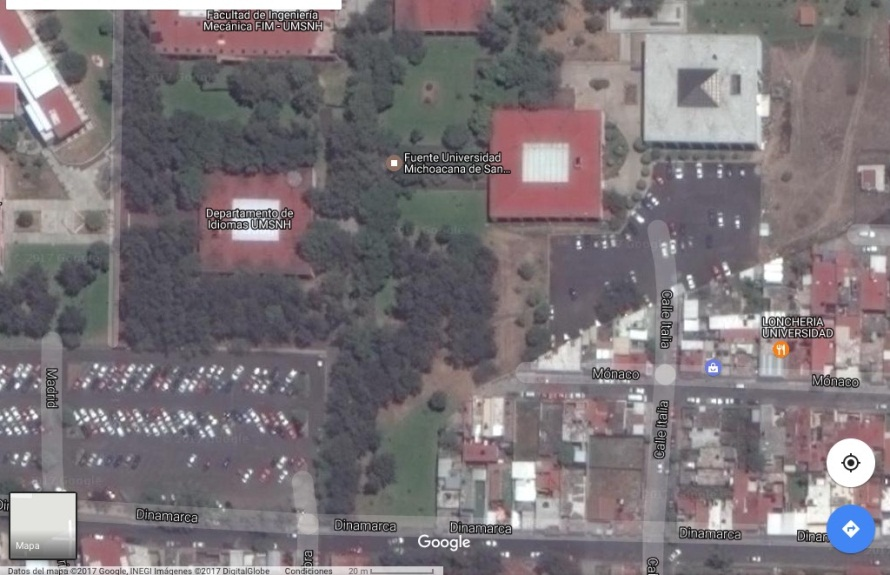 Facultad de Ingeniería
Mecánica FIM - UMSNH
Fuente Universidad
Michoacana de San...
Departamento de
Idiomas UMSNH
Calle Italia
LONCHERIA
UNIVERSIDAD
Mónaco
Mónaco
Madrid
Calle Italia
Dinamarca
Dinamarca
Dinamarca
Dinamarca
Google
Mapa
Datos del mapa ©2017 Google, INEGI Imágenes ©2017 DigitalGlobe
Condiciones
20 m